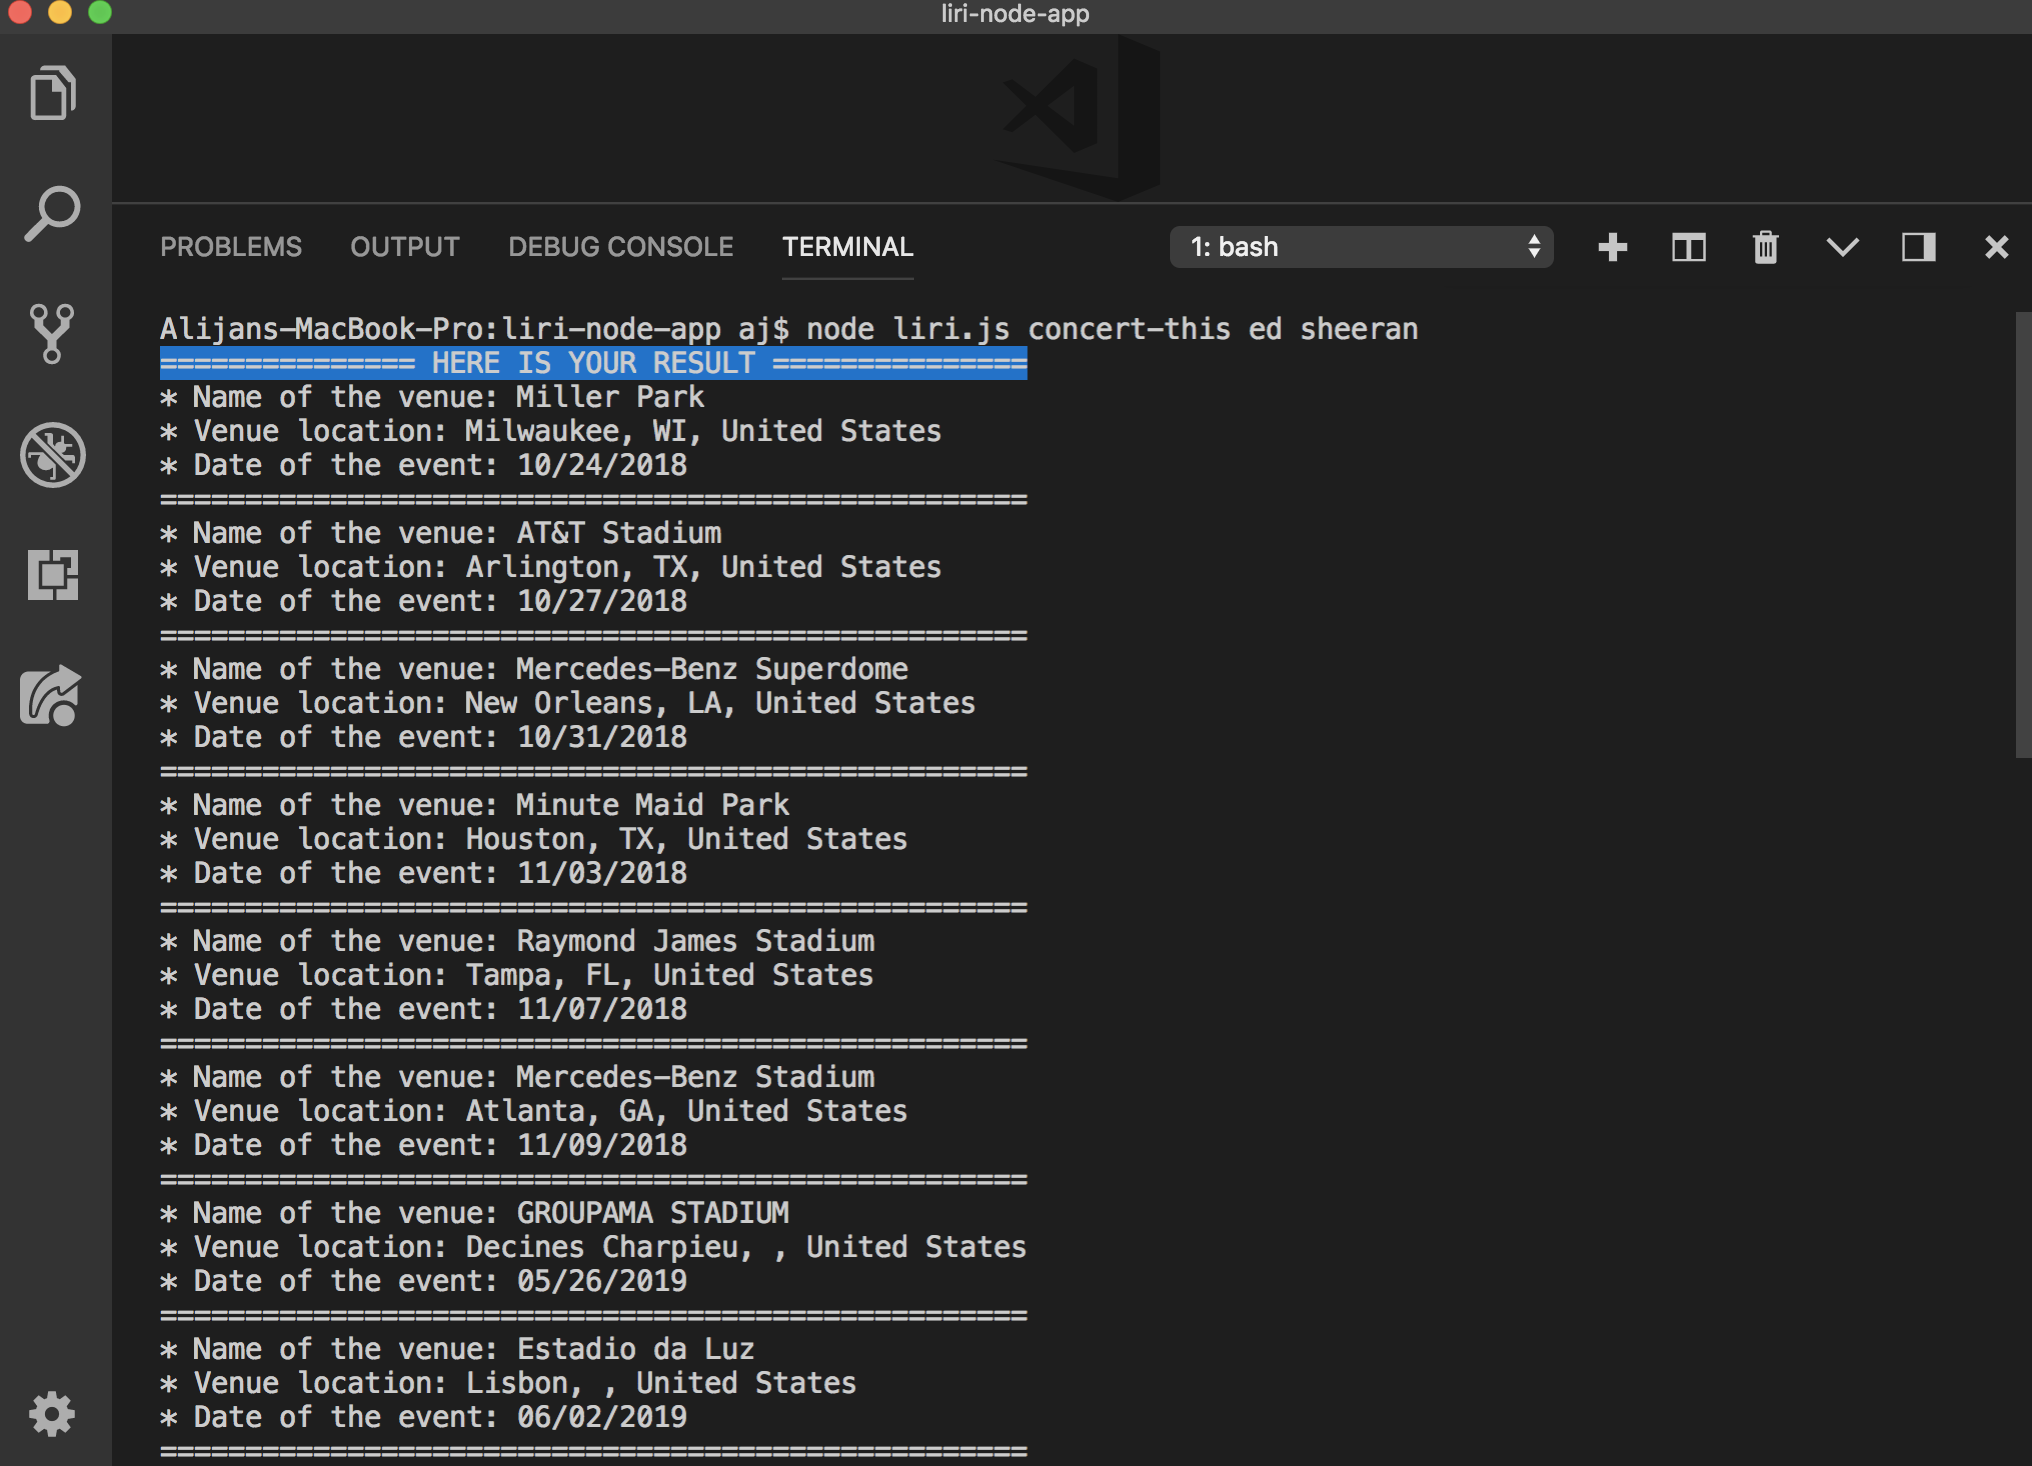 liri-node-app
PROBLEMS OUTPUT DEBUG CONSOLE TERMINAL 1: bash
Alijans-MacBook-Pro:liri-node-app aj$ node liri.js concert-this ed sheeran
=============== HERE IS YOUR RESULT ===============
* Name of the venue: Miller Park
* Venue location: Milwaukee, WI, United States
* Date of the event: 10/24/2018
===================================================
* Name of the venue: AT&T Stadium
* Venue location: Arlington, TX, United States
* Date of the event: 10/27/2018
===================================================
* Name of the venue: Mercedes-Benz Superdome
* Venue location: New Orleans, LA, United States
* Date of the event: 10/31/2018
===================================================
* Name of the venue: Minute Maid Park
* Venue location: Houston, TX, United States
* Date of the event: 11/03/2018
===================================================
* Name of the venue: Raymond James Stadium
* Venue location: Tampa, FL, United States
* Date of the event: 11/07/2018
===================================================
* Name of the venue: Mercedes-Benz Stadium
* Venue location: Atlanta, GA, United States
* Date of the event: 11/09/2018
===================================================
* Name of the venue: GROUPAMA STADIUM
* Venue location: Decines Charpieu, , United States
* Date of the event: 05/26/2019
===================================================
* Name of the venue: Estadio da Luz
* Venue location: Lisbon, , United States
* Date of the event: 06/02/2019
===================================================